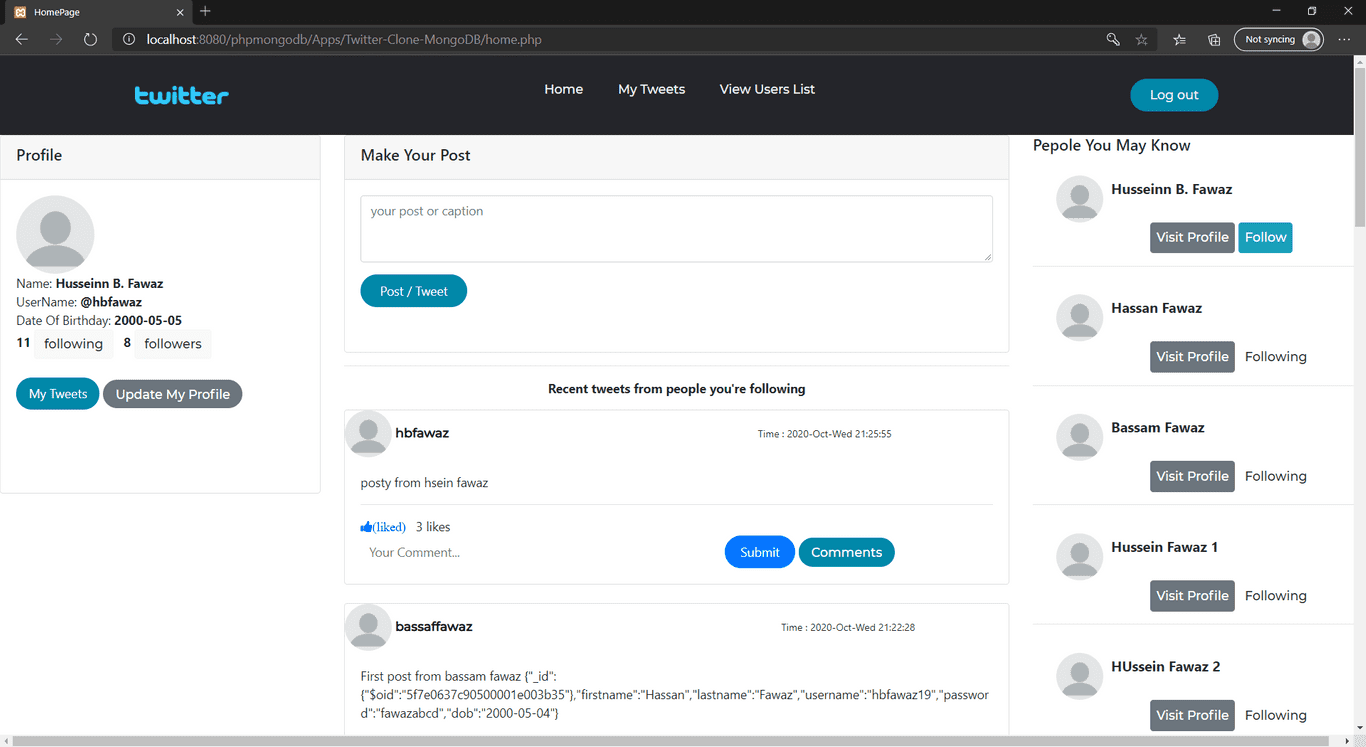 HomePage
localhost:8080/phpmongodb/Apps/Twitter-Clone-MongoDB/home.php
Not syncing
twitter
Home My Tweets View Users List
Log out
Profile
Name: Husseinn B. Fawaz
UserName: @hbfawaz
Date Of Birthday: 2000-05-05
11 following 8 followers
My Tweets Update My Profile
Make Your Post
your post or caption
Post / Tweet
Recent tweets from people you're following
hbfawaz Time : 2020-Oct-Wed 21:25:55
posty from hsein fawaz
(liked) 3 likes
Your Comment... Submit Comments
bassaffawaz Time : 2020-Oct-Wed 21:22:28
First post from bassam fawaz {"_id":
{"$oid":"5f7e0637c90500001e003b35"},"firstname":"Hassan","lastname":"Fawaz","username":"hbfawaz19","passwor
d":"fawazabcd","dob":"2000-05-04"}
Pepole You May Know
Husseinn B. Fawaz
Visit Profile Follow
Hassan Fawaz
Visit Profile Following
Bassam Fawaz
Visit Profile Following
Hussein Fawaz 1
Visit Profile Following
HUssein Fawaz 2
Visit Profile Following